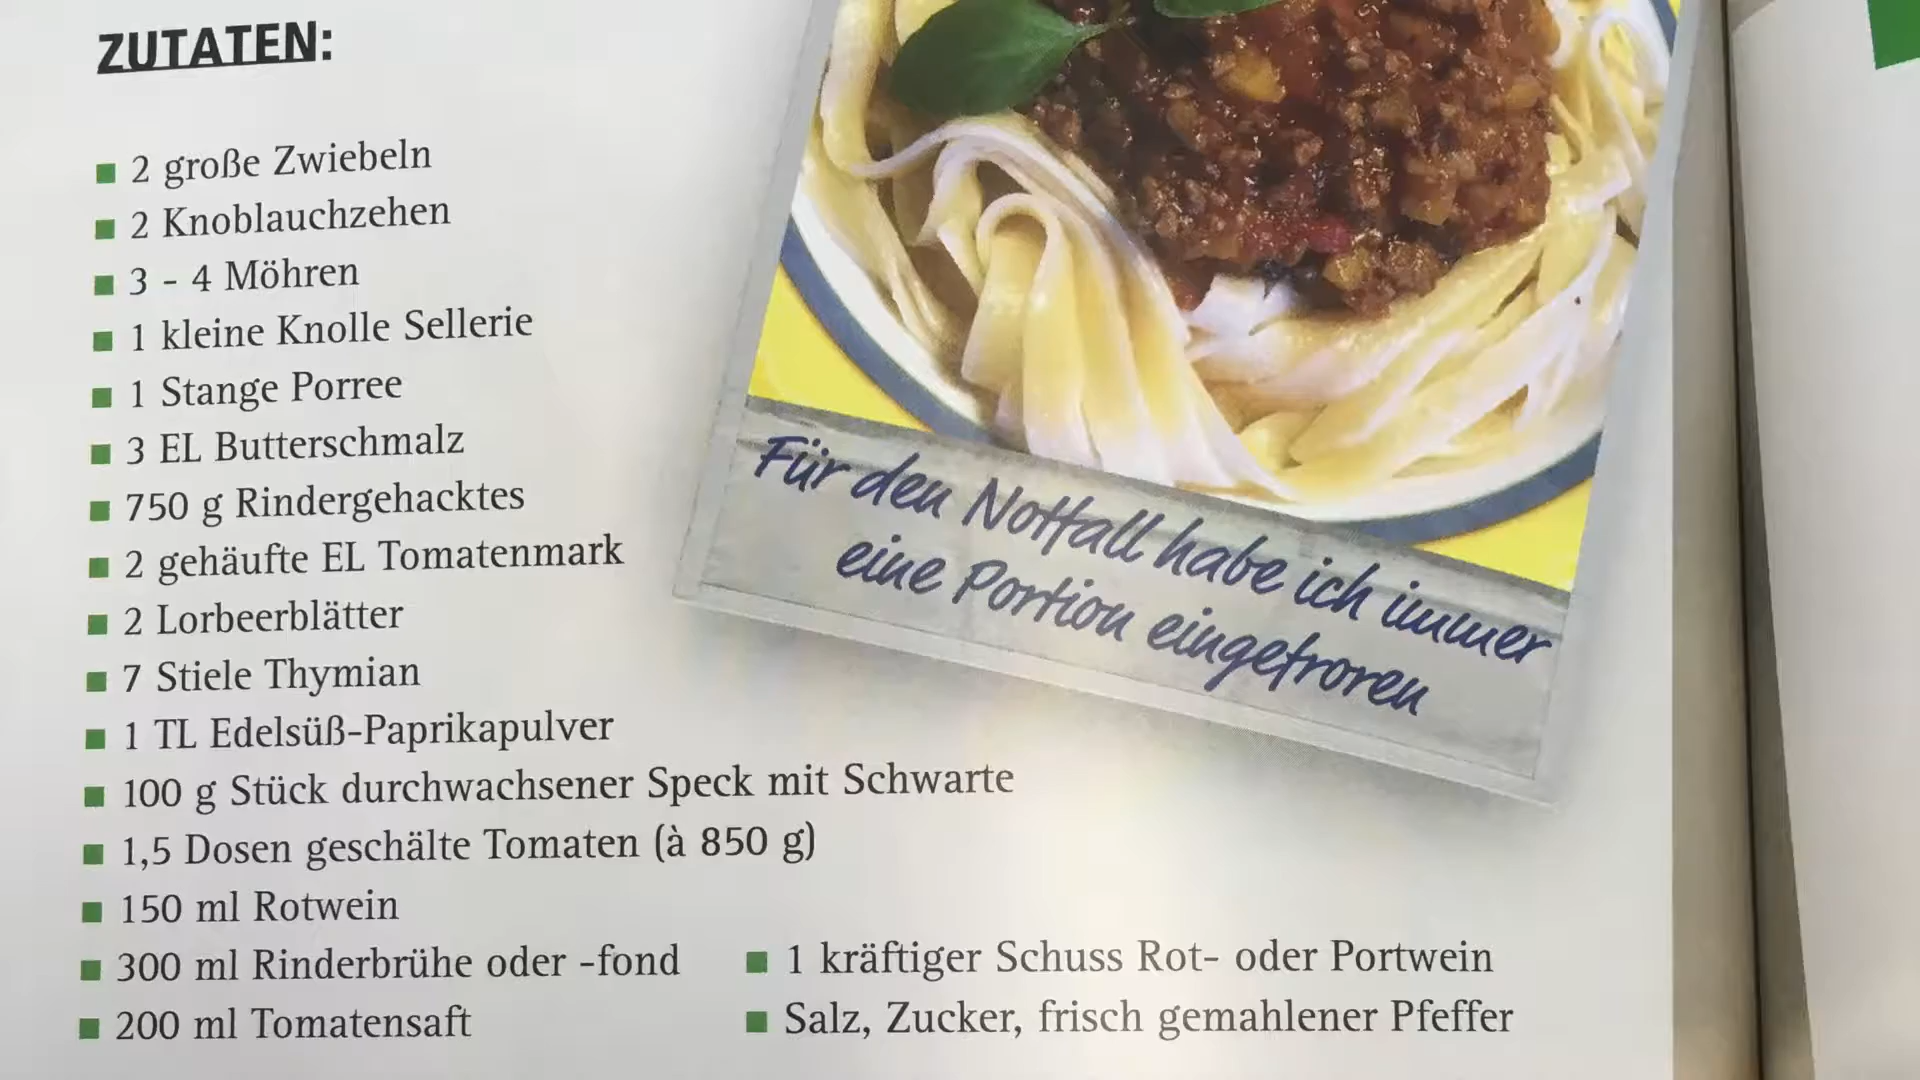 ZUTATEN:
2 große Zwiebeln
2 Knoblauchzehen
3 - 4 Möhren
1 kleine Knolle Sellerie
1 Stange Porree
3 EL Butterschmalz
750 g Rindergehacktes
2 gehäufte EL Tomatenmark
2 Lorbeerblätter
7 Stiele Thymian
1 TL Edelsüß-Paprikapulver
100 g Stück durchwachsener Speck mit Schwarte
1,5 Dosen geschälte Tomaten (à 850 g)
150 ml Rotwein
300 ml Rinderbrühe oder -fond
200 ml Tomatensaft
1 kräftiger Schuss Rot- oder Portwein
Salz, Zucker, frisch gemahlener Pfeffer
Für den Notfall habe ich immer
eine Portion eingefroren